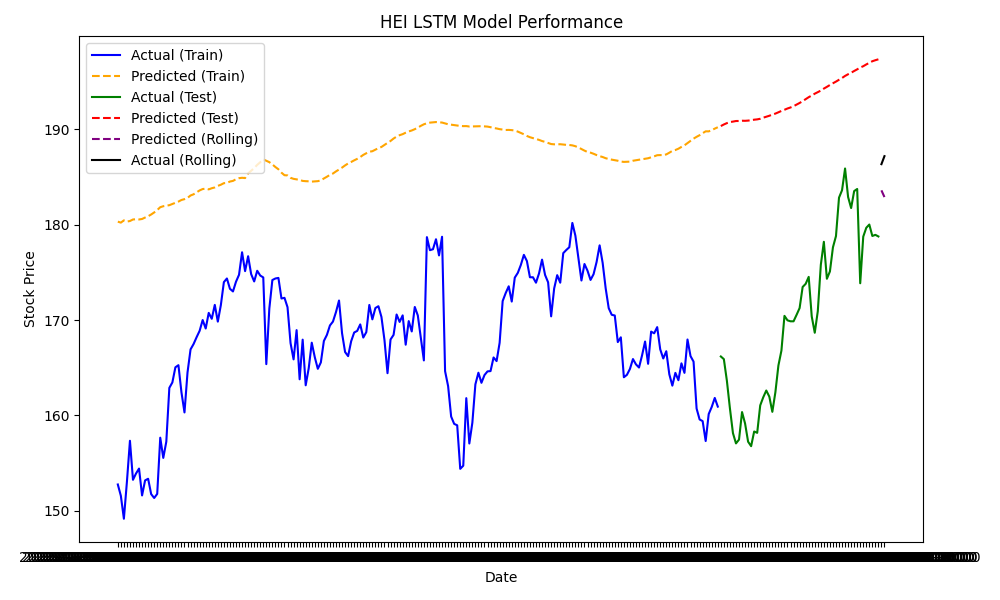 HEI LSTM Model Performance
Actual (Train)
Predicted (Train)
Actual (Test)
Predicted (Test)
Predicted (Rolling)
Actual (Rolling)
190
180
170
160
150
Stock Price
Date